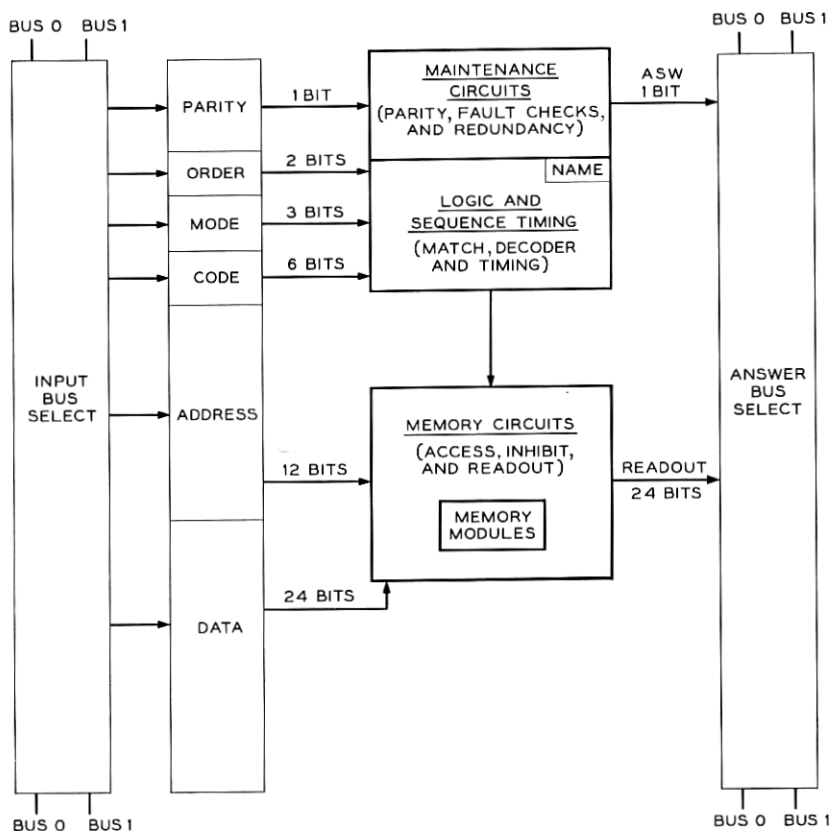 BUS 0 BUS 1
INPUT
BUS
SELECT
BUS 0 BUS 1
PARITY
ORDER
MODE
CODE
ADDRESS
DATA
1 BIT
2 BITS
3 BITS
6 BITS
12 BITS
24 BITS
MAINTENANCE
CIRCUITS
(PARITY, FAULT CHECKS,
AND REDUNDANCY)
NAME
LOGIC AND
SEQUENCE TIMING
(MATCH, DECODER
AND TIMING)
MEMORY CIRCUITS
(ACCESS, INHIBIT,
AND READOUT)
MEMORY
MODULES
ASW
1 BIT
READOUT
24 BITS
BUS 0 BUS 1
ANSWER
BUS
SELECT
BUS 0 BUS 1